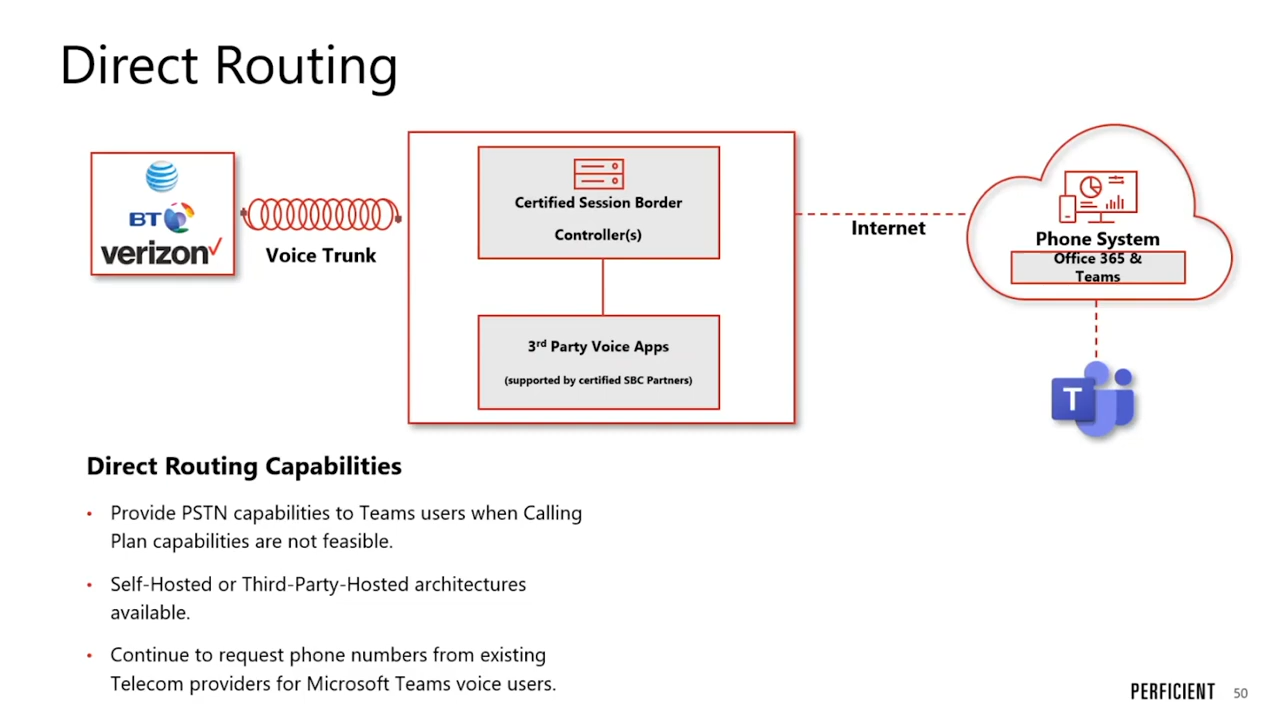 Direct Routing
BT
verizon✓
Voice Trunk
Certified Session Border
Controller(s)
3rd Party Voice Apps
(supported by certified SBC Partners)
Internet
Phone System
Office 365 &
Teams
T
Direct Routing Capabilities
• Provide PSTN capabilities to Teams users when Calling
Plan capabilities are not feasible.
• Self-Hosted or Third-Party-Hosted architectures
available.
• Continue to request phone numbers from existing
Telecom providers for Microsoft Teams voice users.
PERFICIENT 50